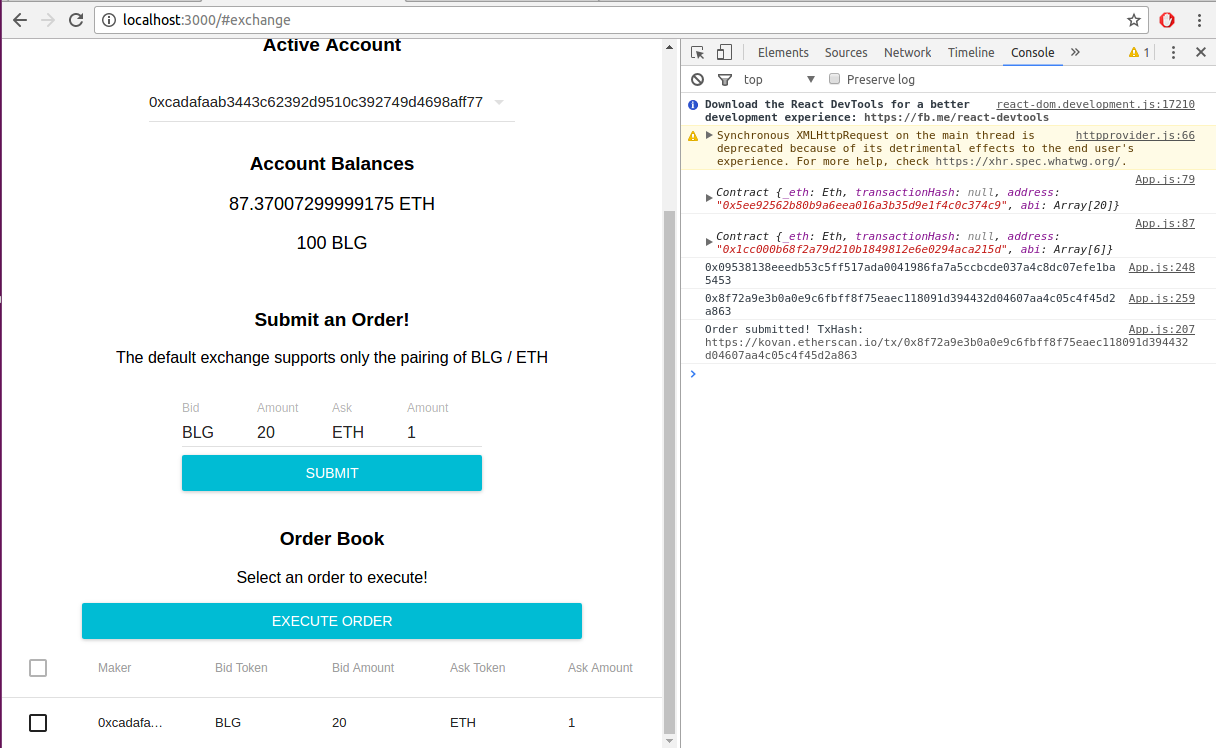 localhost:3000/#exchange
Active Account
0xcadafaab3443c62392d9510c392749d4698aff77
Account Balances
87.37007299999175 ETH
100 BLG
Submit an Order!
The default exchange supports only the pairing of BLG / ETH
Bid Amount Ask Amount
BLG 20 ETH 1
SUBMIT
Order Book
Select an order to execute!
EXECUTE ORDER
Maker Bid Token Bid Amount Ask Token Ask Amount
0xcadafa... BLG 20 ETH 1
Elements Sources Network Timeline Console » 1
top Preserve log
Download the React DevTools for a better react-dom.development.js:17210
development experience: https://fb.me/react-devtools
Synchronous XMLHttpRequest on the main thread is httpprovider.js:66
deprecated because of its detrimental effects to the end user's
experience. For more help, check https://xhr.spec.whatwg.org/.
App.js:79
Contract {_eth: Eth, transactionHash: null, address:
"0x5ee92562b80b9a6eea016a3b35d9e1f4c0c374c9", abi: Array[20]}
App.js:87
Contract {_eth: Eth, transactionHash: null, address:
"0x1cc000b68f2a79d210b1849812e6e0294aca215d", abi: Array[6]}
0x09538138eeedb53c5ff517ada0041986fa7a5ccbcde037a4c8dc07efe1ba App.js:248
5453
0x8f72a9e3b0a0e9c6fbff8f75eaec118091d394432d04607aa4c05c4f45d2 App.js:259
a863
Order submitted! TxHash: App.js:207
https://kovan.etherscan.io/tx/0x8f72a9e3b0a0e9c6fbff8f75eaec118091d394432
d04607aa4c05c4f45d2a863